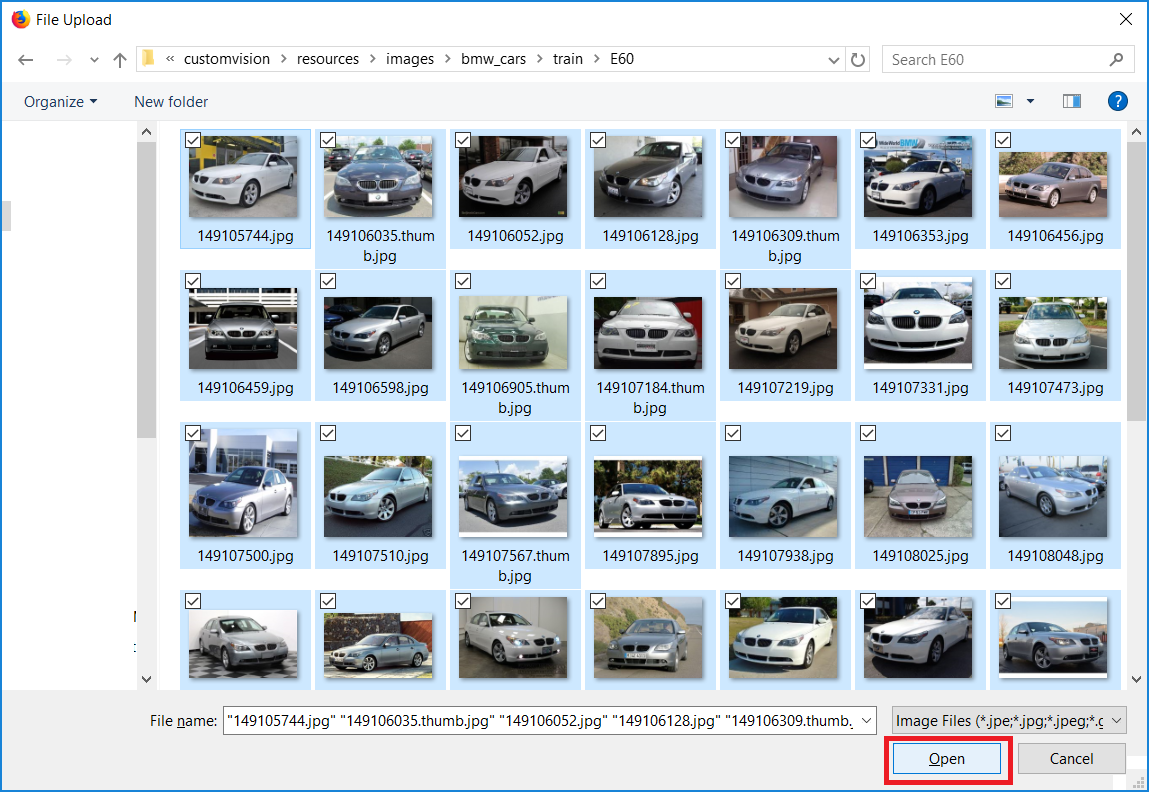 File Upload
« customvision > resources > images > bmw_cars > train > E60
Search E60
Organize
New folder
?
149105744.jpg
149106035.thumb.jpg
149106052.jpg
149106128.jpg
149106309.thumb.jpg
149106353.jpg
149106456.jpg
149106459.jpg
149106598.jpg
149106905.thumb.jpg
149107184.thumb.jpg
149107219.jpg
149107331.jpg
149107473.jpg
149107500.jpg
149107510.jpg
149107567.thumb.jpg
149107895.jpg
149107938.jpg
149108025.jpg
149108048.jpg
File name: "149105744.jpg" "149106035.thumb.jpg" "149106052.jpg" "149106128.jpg" "149106309.thumb.
Image Files (*.jpe;*.jpg;*.jpeg;*.g
Open
Cancel